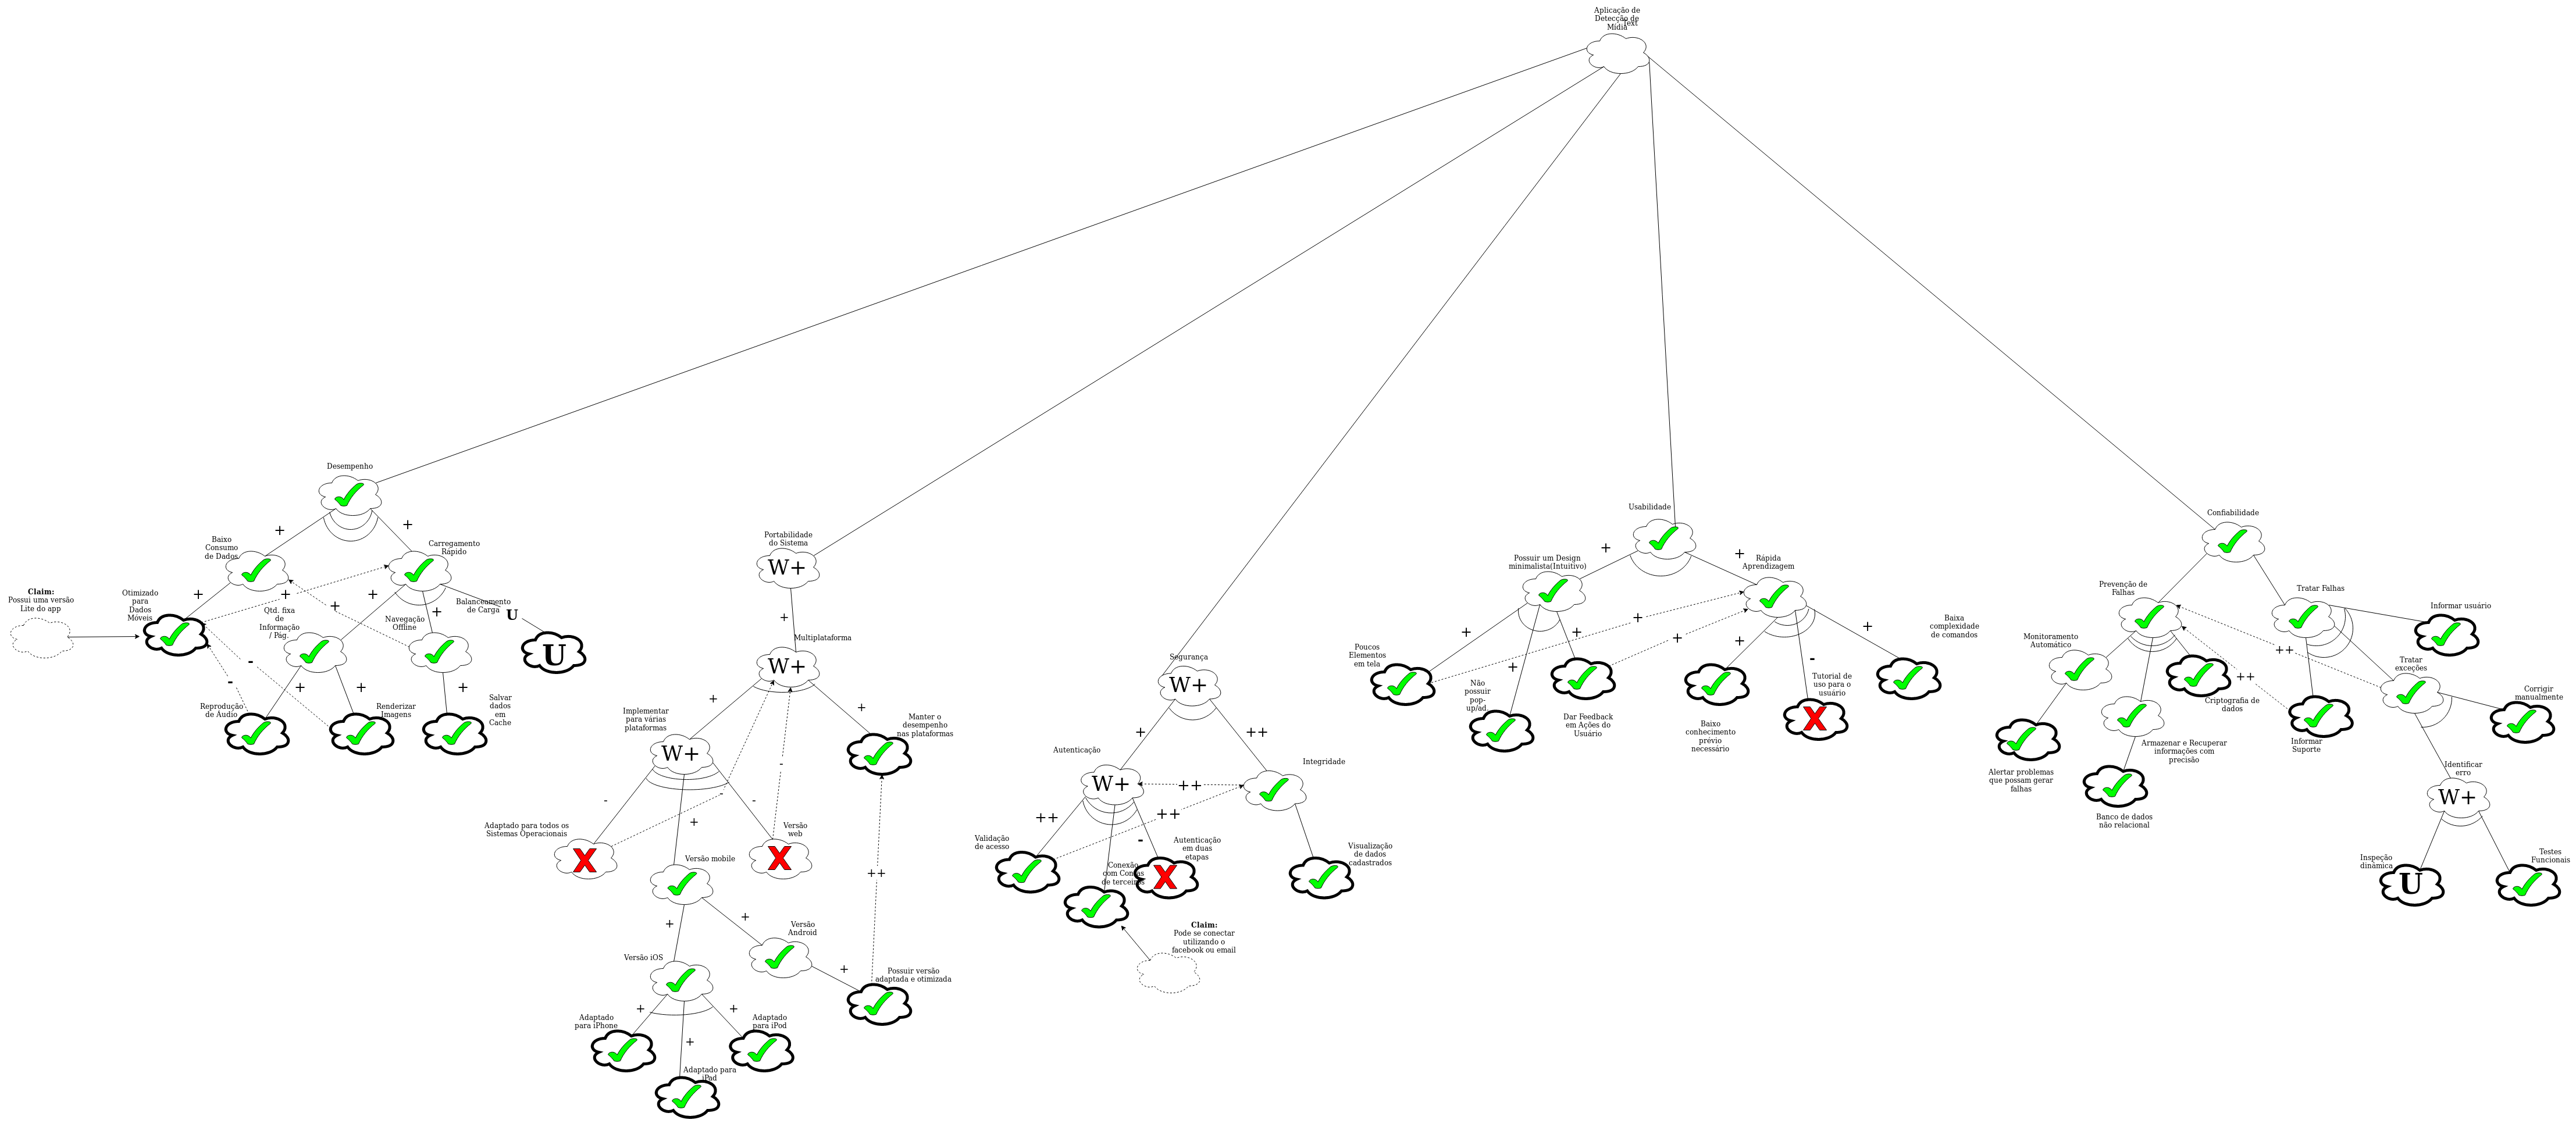 Aplicação de
Detecção de
Mídia
Text
Desempenho
+
+
Baixo
Consumo
de Dados
Carregamento
Rápido
Claim:
Possui uma versão
Lite do app
Otimizado
para
Dados
Móveis
+
+
+
+
+
Qtd. fixa
de
Informação
/ Pág.
Navegação
Offline
Balanceamento
de Carga
U
U
-
-
+
+
+
Reprodução
de Áudio
Renderizar
Imagens
Salvar
dados
em
Cache
Portabilidade
do Sistema
W+
+
Multiplataforma
W+
+
+
Implementar
para várias
plataformas
W+
Manter o
desempenho
nas plataformas
-
-
-
-
+
Adaptado para todos os
Sistemas Operacionais
X
Versão mobile
Versão
web
X
++
+
+
Versão iOS
Versão
Android
+
Possuir versão
adaptada e otimizada
+
+
+
Adaptado
para iPhone
Adaptado
para iPod
Adaptado para
iPad
Segurança
W+
+
++
Autenticação
W+
Integridade
++
++
++
-
Validação
de acesso
Conexão
com Contas
de terceiros
Autenticação
em duas
etapas
X
Visualização
de dados
cadastrados
Claim:
Pode se conectar
utilizando o
facebook ou email
Usabilidade
+
+
Possuir um Design
minimalista(Intuitivo)
Rápida
Aprendizagem
+
+
+
+
+
+
-
+
Poucos
Elementos
em tela
Não
possuir
pop-
up/ad.
Dar Feedback
em Ações do
Usuário
Baixo
conhecimento
prévio
necessário
Tutorial de
uso para o
usuário
X
Baixa
complexidade
de comandos
Confiabilidade
Prevenção de
Falhas
Tratar Falhas
Informar usuário
Monitoramento
Automático
++
++
Criptografia de
dados
Armazenar e Recuperar
informações com
precisão
Alertar problemas
que possam gerar
falhas
Banco de dados
não relacional
Informar
Suporte
Tratar
exceções
Corrigir
manualmente
Identificar
erro
W+
Inspeção
dinâmica
U
Testes
Funcionais